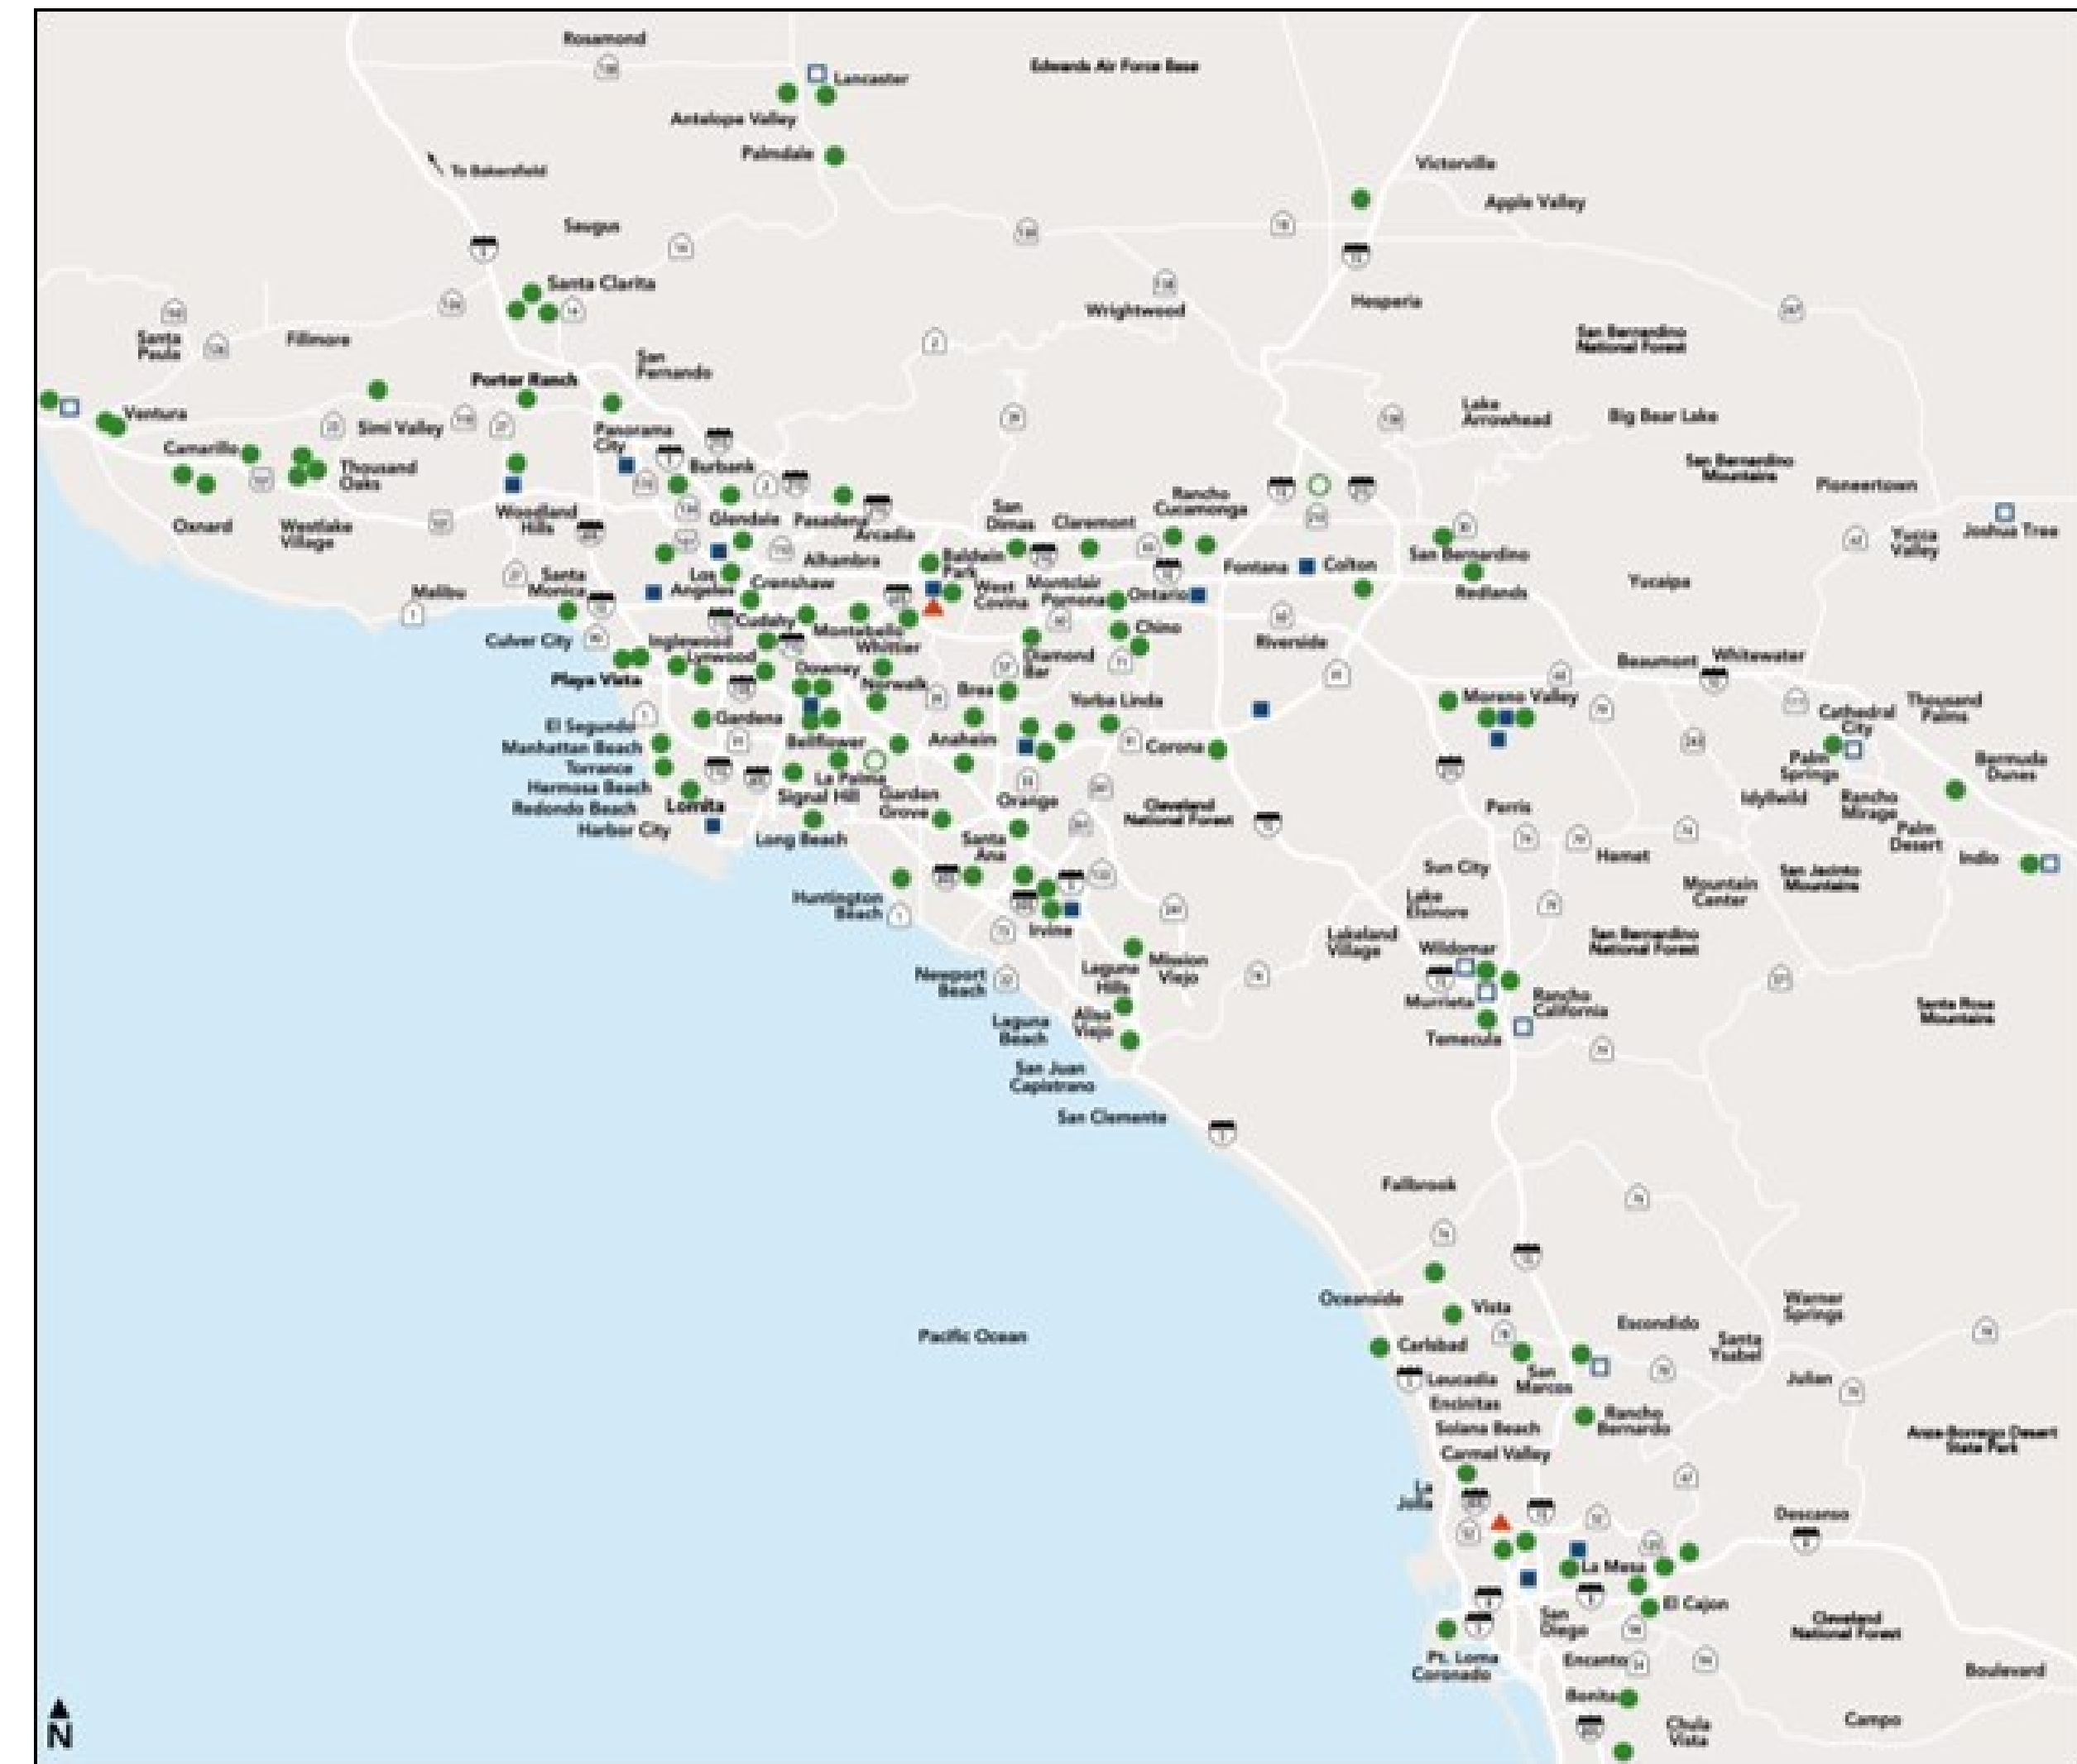 Rosamond
Lancaster
Edwards Air Force Base
Antelope Valley
Palmdale
To Bakersfield
Victorville
Apple Valley
Saugus
Santa Clarita
Hesperia
Wrightwood
Santa
Paula
Fillmore
San Bernardino
National Forest
San
Fernando
Porter Ranch
Ventura
Simi Valley
Panorama
City
Lake
Arrowhead
Big Bear Lake
Camarillo
Thousand
Oaks
Burbank
San Bernardino
Mountains
Pioneertown
Oxnard
Westlake
Village
Woodland
Hills
Glendale
Pasadena
Arcadia
San
Dimas
Claremont
Rancho
Cucamonga
Joshua Tree
Yucca
Valley
Alhambra
Baldwin
Park
San Bernardino
Malibu
Santa
Monica
Los
Angeles
Crenshaw
West
Covina
Montclair
Pomona
Ontario
Fontana
Colton
Redlands
Yucaipa
Culver City
Inglewood
Cudahy
Montebello
Whittier
Chino
Riverside
Lynwood
Downey
Diamond
Bar
Beaumont
Whitewater
Playa Vista
Norwalk
Brea
Yorba Linda
Moreno Valley
Cathedral
City
Thousand
Palms
El Segundo
Gardena
Manhattan Beach
Bellflower
Anaheim
Corona
Palm
Springs
Bermuda
Dunes
Torrance
Hermosa Beach
La Palma
Signal Hill
Garden
Grove
Orange
Cleveland
National Forest
Perris
Idyllwild
Rancho
Mirage
Redondo Beach
Lomita
Harbor City
Long Beach
Santa
Ana
Palm
Desert
Indio
Sun City
Hemet
Mountain
Center
San Jacinto
Mountains
Huntington
Beach
Irvine
Lake
Elsinore
Lakeland
Village
Wildomar
San Bernardino
National Forest
Newport
Beach
Laguna
Hills
Mission
Viejo
Murrieta
Rancho
California
Santa Rosa
Mountains
Laguna
Beach
Aliso
Viejo
Temecula
San Juan
Capistrano
San Clemente
Fallbrook
Oceanside
Vista
Escondido
Warner
Springs
Pacific Ocean
Carlsbad
Santa
Ysabel
San
Marcos
Leucadia
Julian
Encinitas
Rancho
Bernardo
Solana Beach
Carmel Valley
Anza-Borrego Desert
State Park
La
Jolla
Descanso
La Mesa
El Cajon
San
Diego
Cleveland
National Forest
Pt. Loma
Coronado
Encanto
Boulevard
Bonita
Chula
Vista
Campo
N